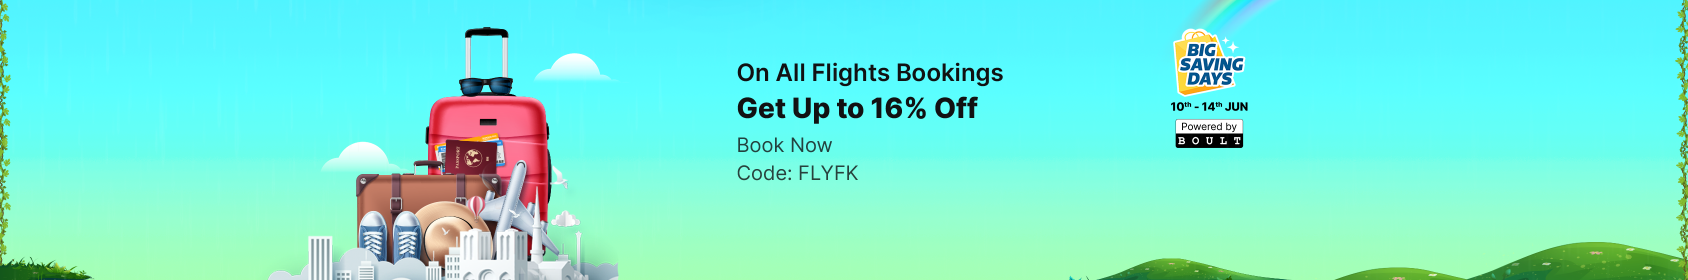 On All Flights Bookings
Get Up to 16% Off
Book Now
Code: FLYFK
BIG
SAVING
DAYS
10th - 14th JUN
Powered by
BOULT
PASSPORT